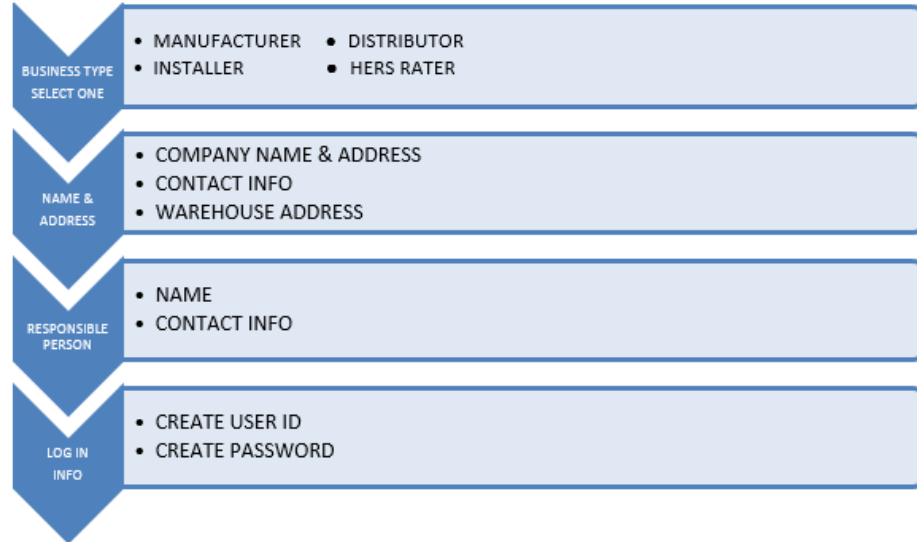 BUSINESS TYPE
SELECT ONE
• MANUFACTURER • DISTRIBUTOR
• INSTALLER • HERS RATER
NAME &
ADDRESS
• COMPANY NAME & ADDRESS
• CONTACT INFO
• WAREHOUSE ADDRESS
RESPONSIBLE
PERSON
• NAME
• CONTACT INFO
LOG IN
INFO
• CREATE USER ID
• CREATE PASSWORD